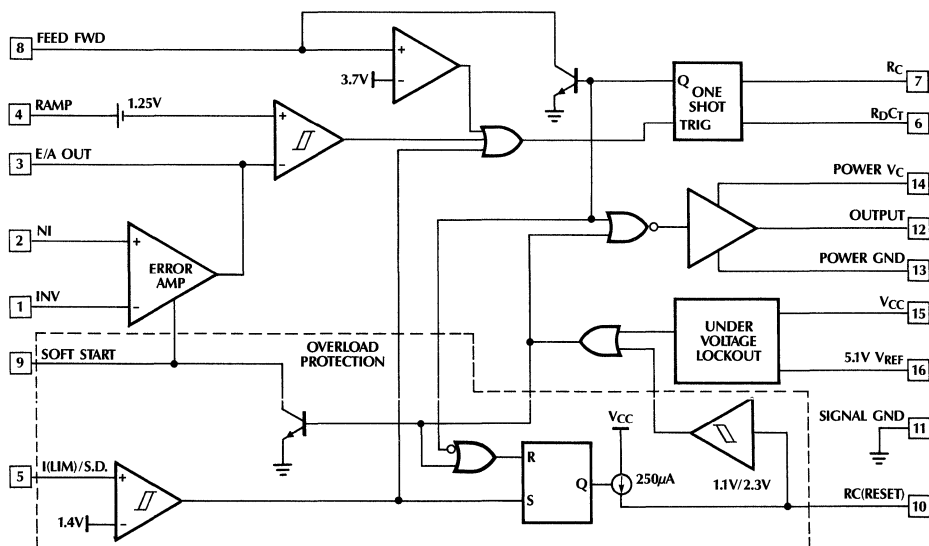 8 FEED FWD
3.7V
4 RAMP 1.25V
3 E/A OUT
2 NI
ERROR
AMP
1 INV
9 SOFT START
OVERLOAD
PROTECTION
5 I(LIM)/S.D.
1.4V
Q ONE
SHOT
TRIG
RC 7
RDCT 6
POWER VC 14
OUTPUT 12
POWER GND 13
UNDER
VOLTAGE
LOCKOUT
VCC 15
5.1V VREF 16
SIGNAL GND 11
R
S
Q
VCC
250µA
1.1V/2.3V
RC(RESET) 10